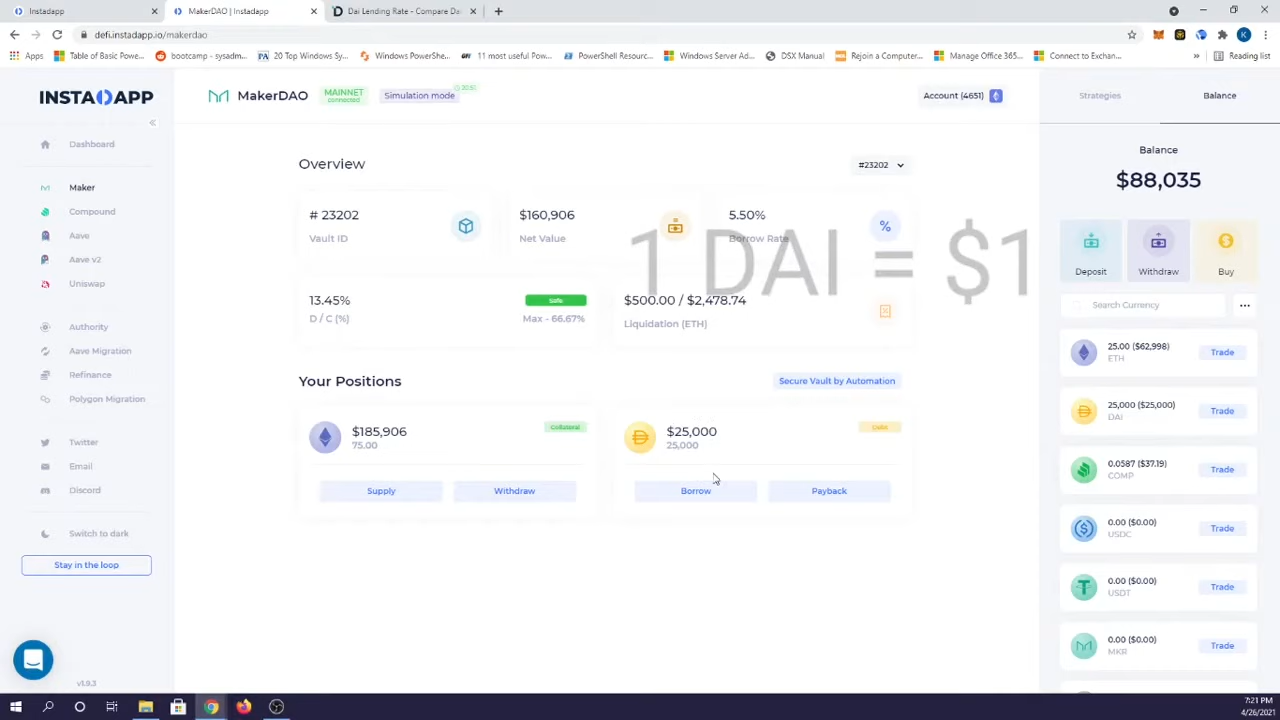 Instadapp
MakerDAO | Instadapp
Dai Lending Rate - Compare Da
defi.instadapp.io/makerdao
Apps
Table of Basic Powe...
bootcamp - sysadm...
20 Top Windows Sy...
Windows PowerShe...
11 most useful Pow...
PowerShell Resourc...
Windows Server Ad...
DSX Manual
Rejoin a Computer...
Manage Office 365...
Connect to Exchan...
Reading list
INSTADAPP
Dashboard
Maker
Compound
Aave
Aave v2
Uniswap
Authority
Aave Migration
Refinance
Polygon Migration
Twitter
Email
Discord
Switch to dark
Stay in the loop
v1.9.3
MakerDAO
MAINNET
connected
Simulation mode
Account (4651)
Overview
#23202
# 23202
Vault ID
$160,906
Net Value
5.50%
Borrow Rate
1 DAI = $1
13.45%
D / C (%)
Safe
Max - 66.67%
$500.00 / $2,478.74
Liquidation (ETH)
Your Positions
Secure Vault by Automation
$185,906
75.00
Collateral
Supply
Withdraw
$25,000
25,000
Debt
Borrow
Payback
Strategies
Balance
Balance
$88,035
Deposit
Withdraw
Buy
Search Currency
25.00 ($62,998)
ETH
Trade
25,000 ($25,000)
DAI
Trade
0.0587 ($37.19)
COMP
Trade
0.00 ($0.00)
USDC
Trade
0.00 ($0.00)
USDT
Trade
0.00 ($0.00)
MKR
Trade
7:21 PM
4/26/2021